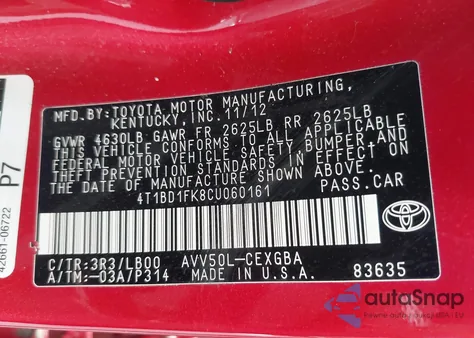 MFD.BY: TOYOTA MOTOR MANUFACTURING,
KENTUCKY, INC. 11/12
GVWR 4630LB GAWR FR 2625LB RR 2625LB
THIS VEHICLE CONFORMS TO ALL APPLICABLE
FEDERAL MOTOR VEHICLE SAFETY, BUMPER, AND
THEFT PREVENTION STANDARDS IN EFFECT ON
THE DATE OF MANUFACTURE SHOWN ABOVE.
4T1BD1FK8CU060161 PASS.CAR
C/TR:3R3/LB00 AVV50L-CEXGBA
A/TM:-03A/P314 MADE IN U.S.A. 83635
TOYOTA
42661-06722
P7
autoSnap